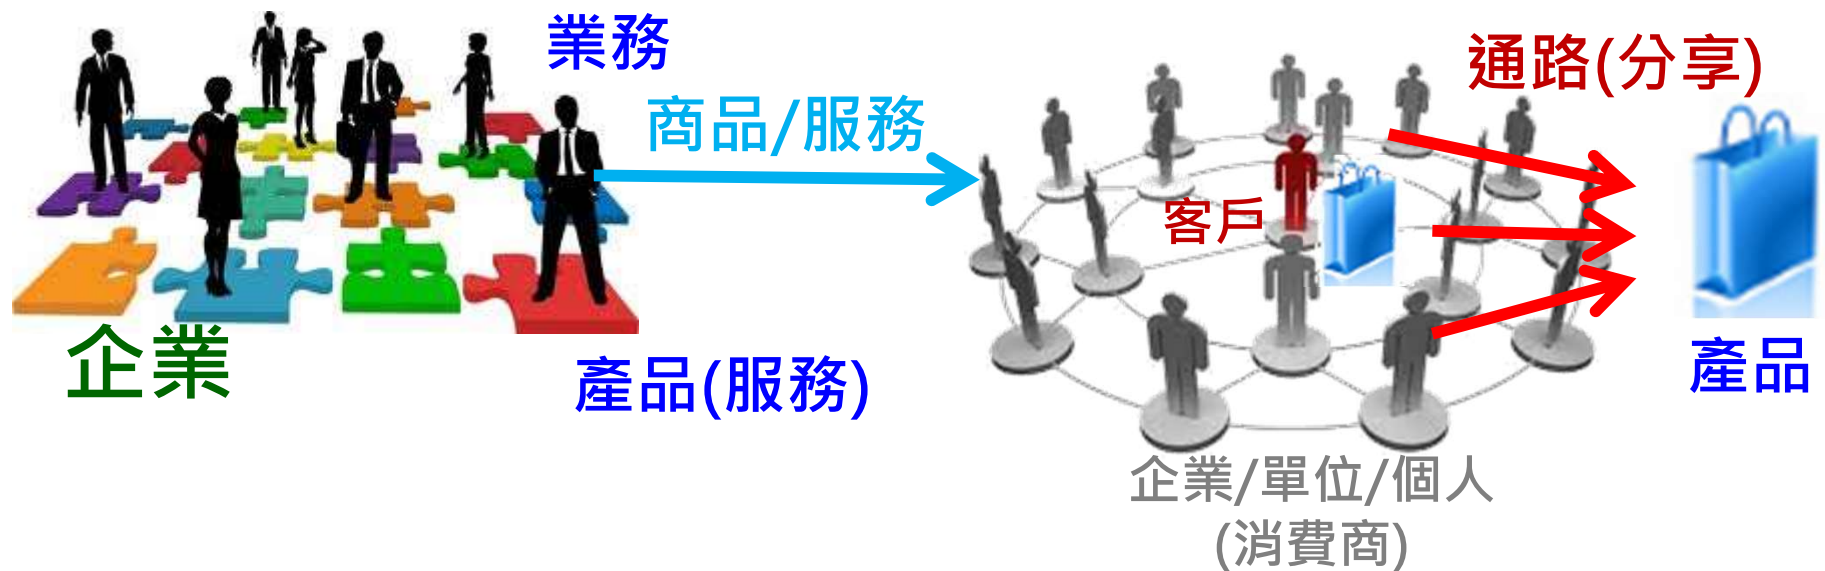 業務
商品/服務
企業
產品(服務)
客戶
通路(分享)
產品
企業/單位/個人
(消費商)